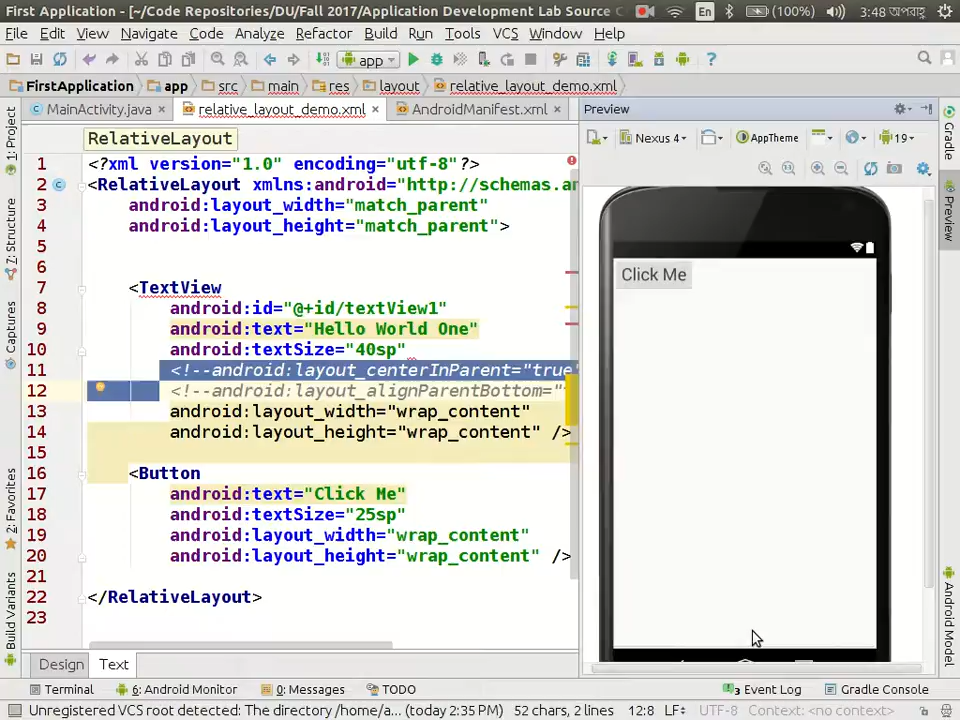 First Application - [~/Code Repositories/DU/Fall 2017/Application Development Lab Source C
En (100%) 3:48 অপরাহ্ণ
File Edit View Navigate Code Analyze Refactor Build Run Tools VCS Window Help
app
FirstApplication app src main res layout relative_layout_demo.xml
MainActivity.java × relative_layout_demo.xml × AndroidManifest.xml ×
Preview
RelativeLayout
Nexus 4 AppTheme 19
1 <?xml version="1.0" encoding="utf-8"?>
2 <RelativeLayout xmlns:android="http://schemas.an
3 android:layout_width="match_parent"
4 android:layout_height="match_parent">
5
6
7 <TextView
8 android:id="@+id/textView1"
9 android:text="Hello World One"
10 android:textSize="40sp"
11 <!--android:layout_centerInParent="true"
12 <!--android:layout_alignParentBottom="
13 android:layout_width="wrap_content"
14 android:layout_height="wrap_content" />
15
16 <Button
17 android:text="Click Me"
18 android:textSize="25sp"
19 android:layout_width="wrap_content"
20 android:layout_height="wrap_content" />
21
22 </RelativeLayout>
23
Click Me
1: Project
7: Structure
Captures
2: Favorites
Build Variants
Gradle
Preview
Android Model
Design Text
Terminal 6: Android Monitor 0: Messages TODO 3 Event Log Gradle Console
Unregistered VCS root detected: The directory /home/a... (today 2:35 PM) 52 chars, 2 lines 12:8 LF UTF-8 Context: <no context>